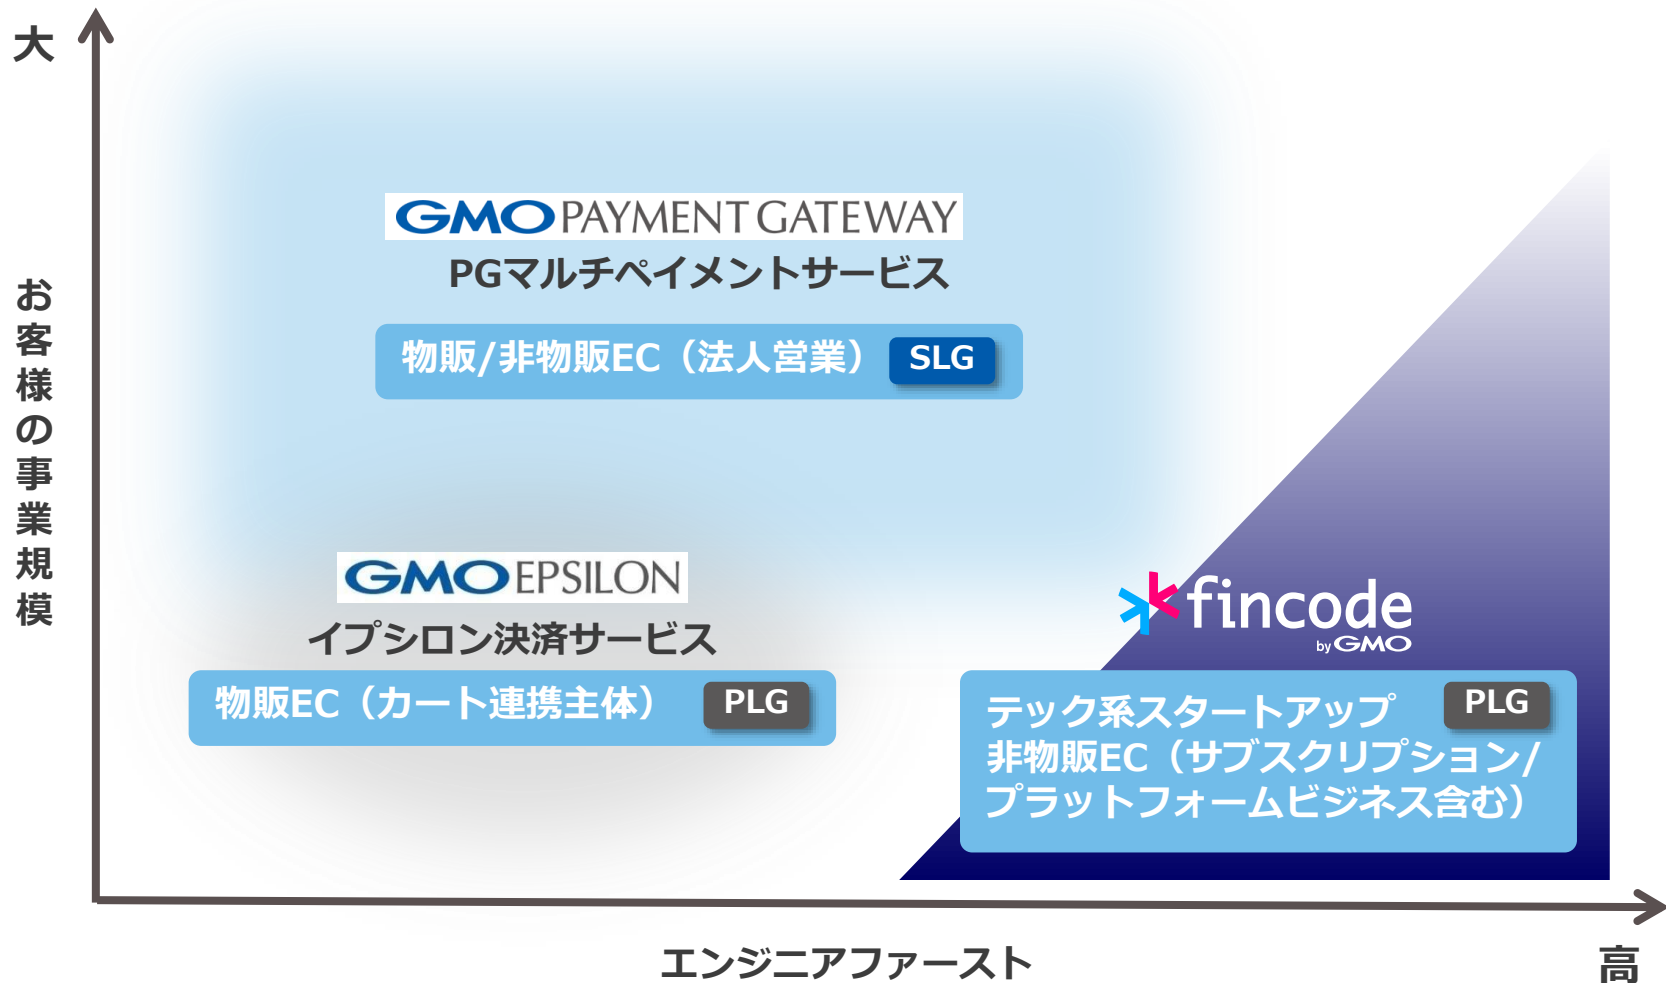 大
お客様の事業規模
GMO PAYMENT GATEWAY
PGマルチペイメントサービス
物販/非物販EC（法人営業） SLG
GMO EPSILON
イプシロン決済サービス
物販EC（カート連携主体） PLG
fincode
by GMO
テック系スタートアップ PLG
非物販EC（サブスクリプション/
プラットフォームビジネス含む）
エンジニアファースト
高